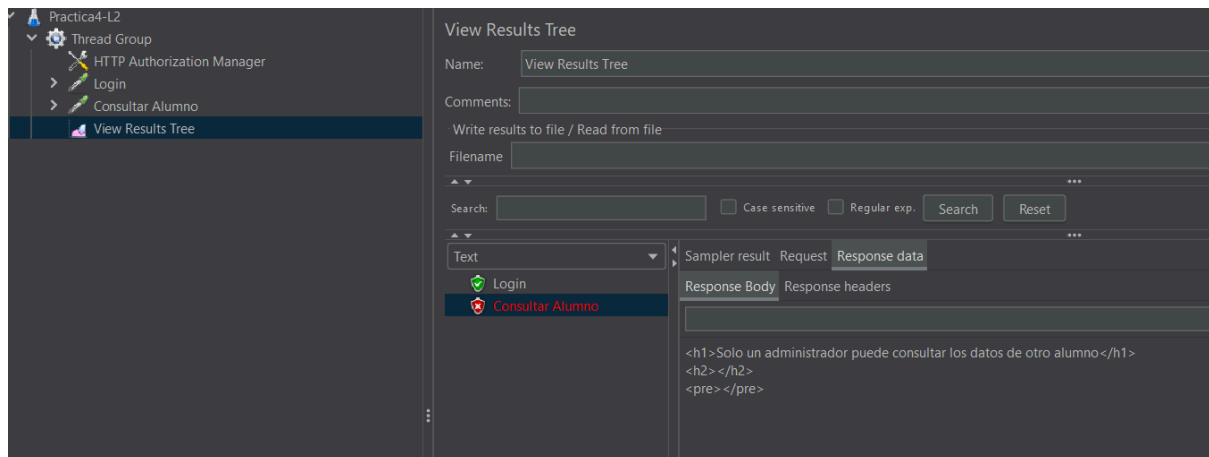 Practica4-L2
Thread Group
HTTP Authorization Manager
Login
Consultar Alumno
View Results Tree
View Results Tree
Name: View Results Tree
Comments:
Write results to file / Read from file
Filename
Search: Case sensitive Regular exp. Search Reset
Text
Login
Consultar Alumno
Sampler result Request Response data
Response Body Response headers
<h1>Solo un administrador puede consultar los datos de otro alumno</h1>
<h2></h2>
<pre></pre>